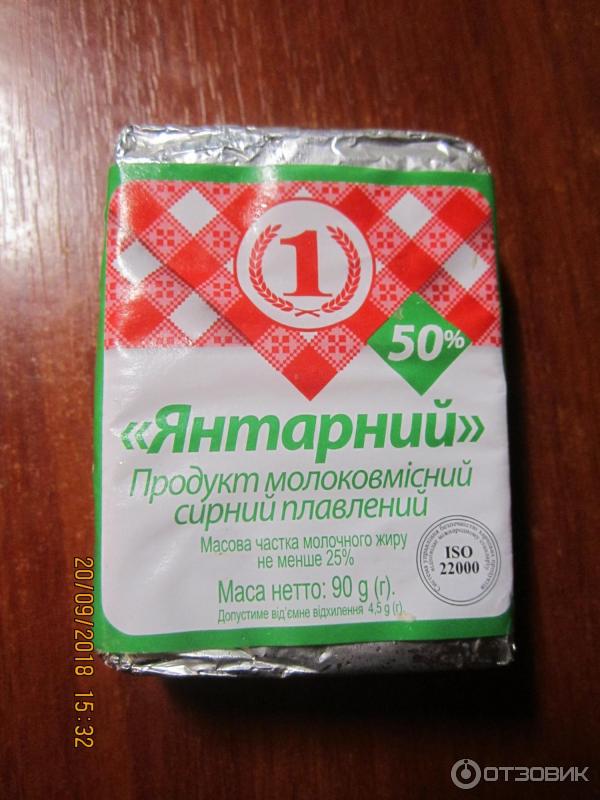 1
50%
«Янтарний»
Продукт молоковмісний
сирний плавлений
Масова частка молочного жиру
не менше 25%
Маса нетто: 90 g (г).
Допустиме від'ємне відхилення 4,5 g (г).
ISO
22000
20/09/2018 15:32
ОТЗОВИК